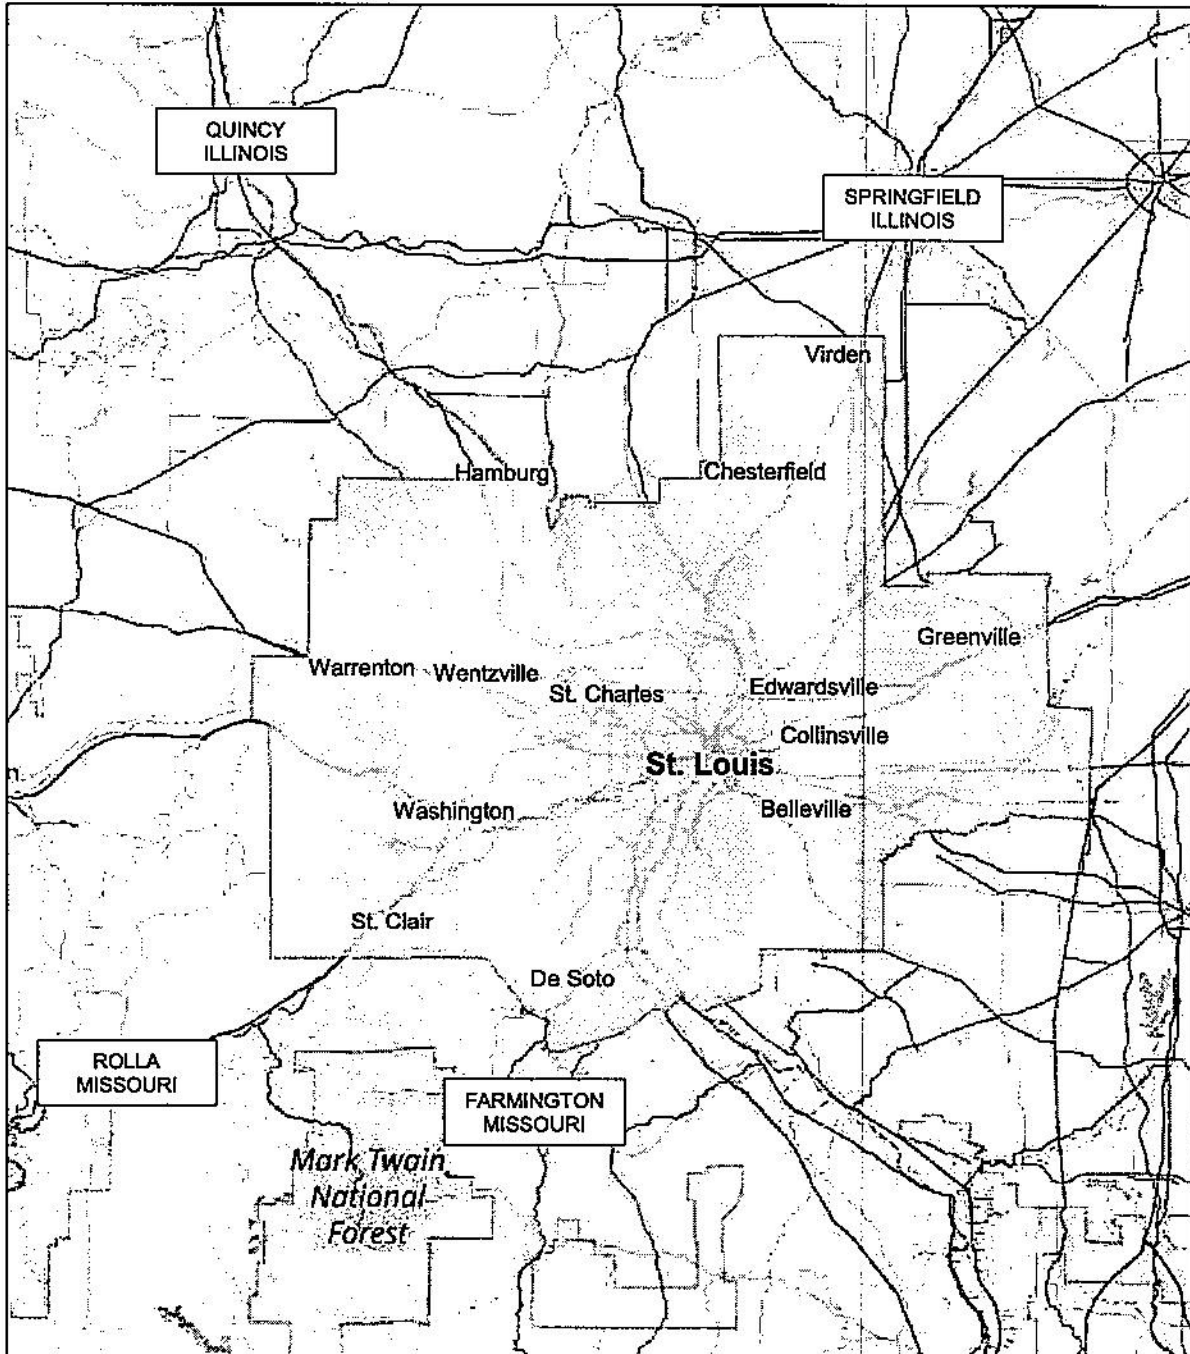 QUINCY
ILLINOIS
SPRINGFIELD
ILLINOIS
Virden
Hamburg
Chesterfield
Greenville
Warrenton
Wentzville
St. Charles
Edwardsville
Collinsville
St. Louis
Washington
Belleville
St. Clair
De Soto
ROLLA
MISSOURI
FARMINGTON
MISSOURI
Mark Twain
National
Forest